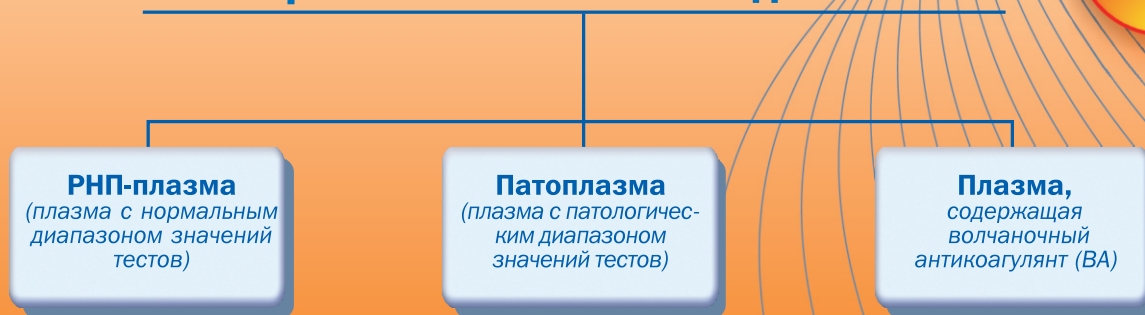 РНП-плазма
(плазма с нормальным
диапазоном значений
тестов)
Патоплазма
(плазма с патологичес-
ким диапазоном
значений тестов)
Плазма,
содержащая
волчаночный
антикоагулянт (ВА)